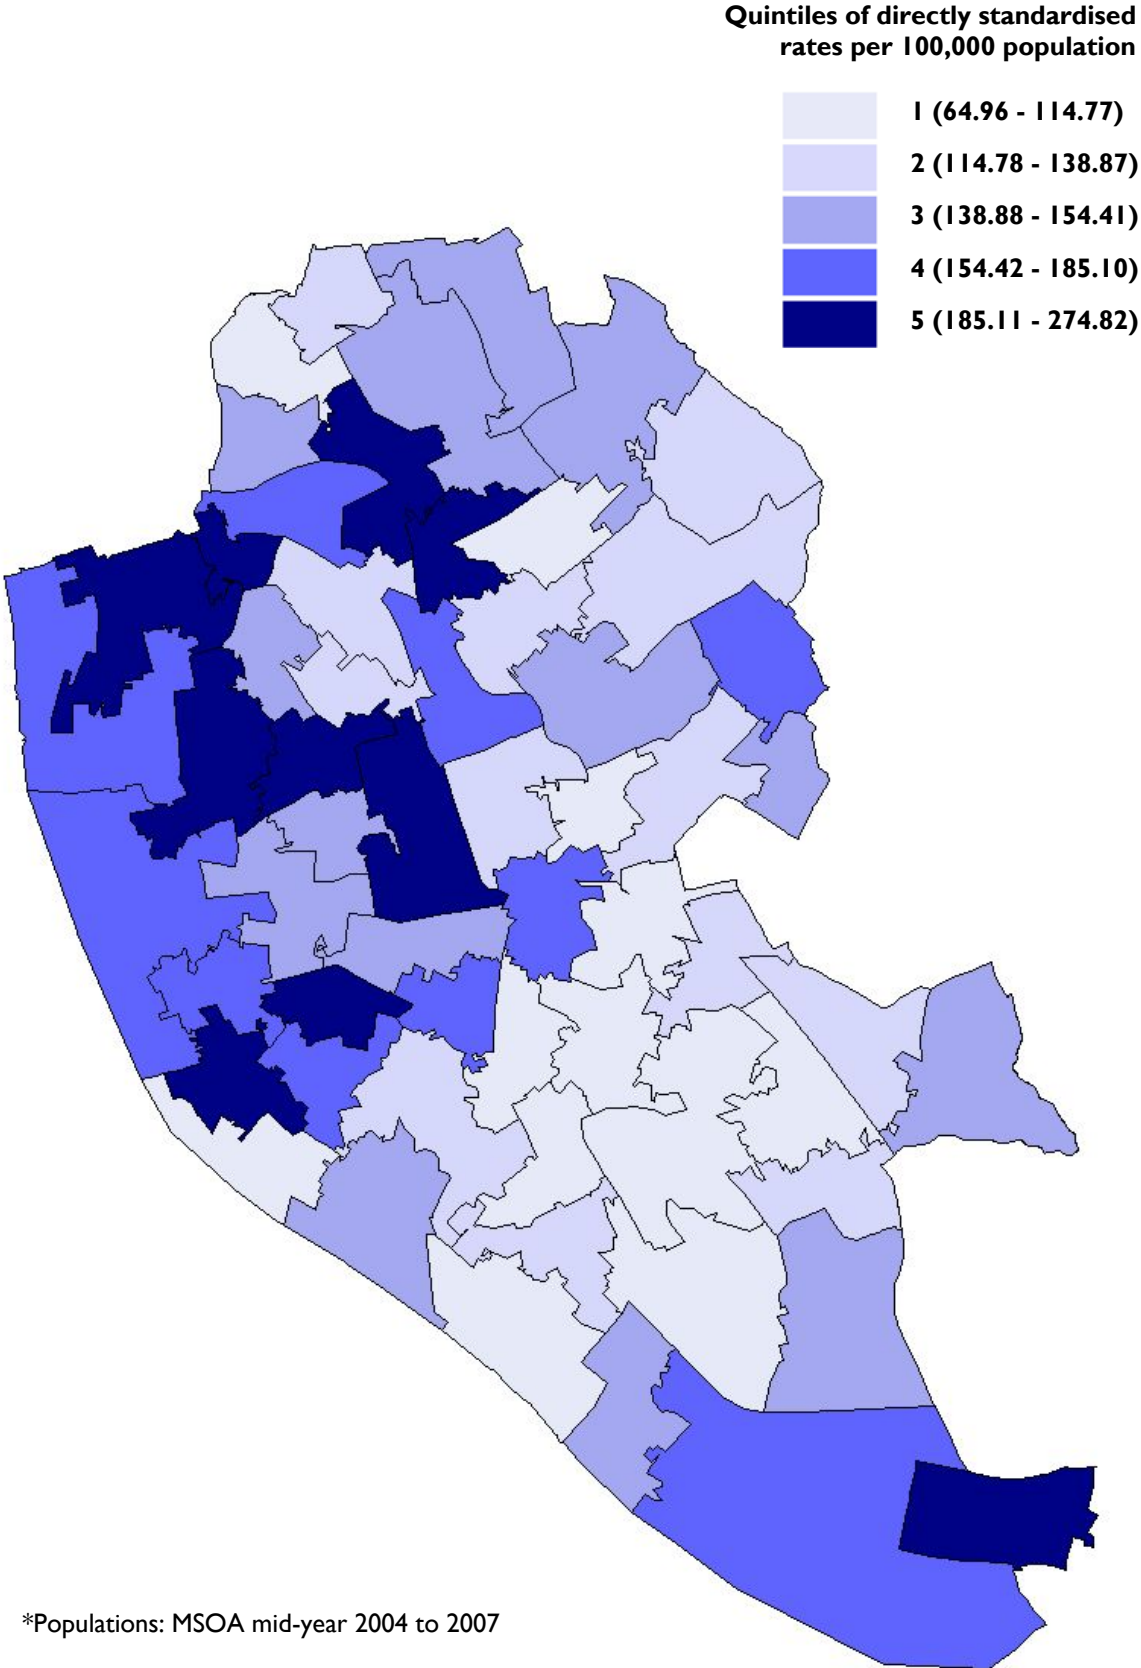 Quintiles of directly standardised
rates per 100,000 population
1 (64.96 - 114.77)
2 (114.78 - 138.87)
3 (138.88 - 154.41)
4 (154.42 - 185.10)
5 (185.11 - 274.82)
*Populations: MSOA mid-year 2004 to 2007